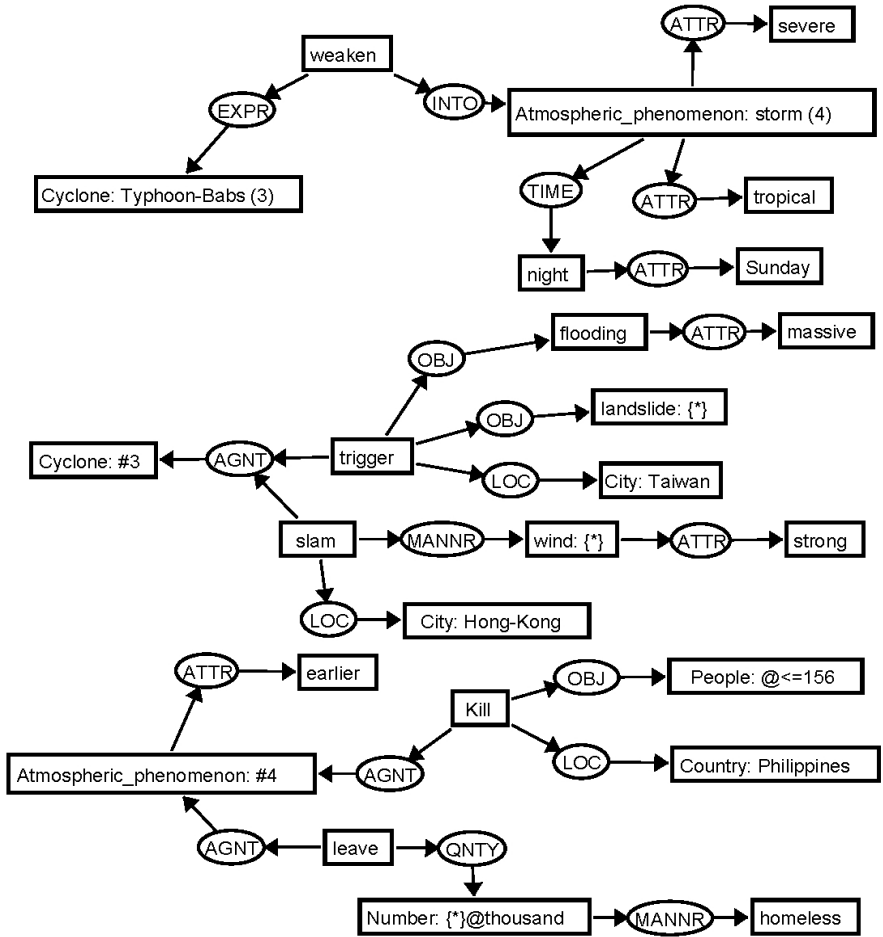 ATTR
severe
weaken
EXPR
INTO
Atmospheric_phenomenon: storm (4)
Cyclone: Typhoon-Babs (3)
TIME
ATTR
tropical
night
ATTR
Sunday
OBJ
flooding
ATTR
massive
OBJ
landslide: {*}
Cyclone: #3
AGNT
trigger
LOC
City: Taiwan
slam
MANNR
wind: {*}
ATTR
strong
LOC
City: Hong-Kong
ATTR
earlier
OBJ
People: @<=156
Kill
Atmospheric_phenomenon: #4
AGNT
LOC
Country: Philippines
AGNT
leave
QNTY
Number: {*}@thousand
MANNR
homeless